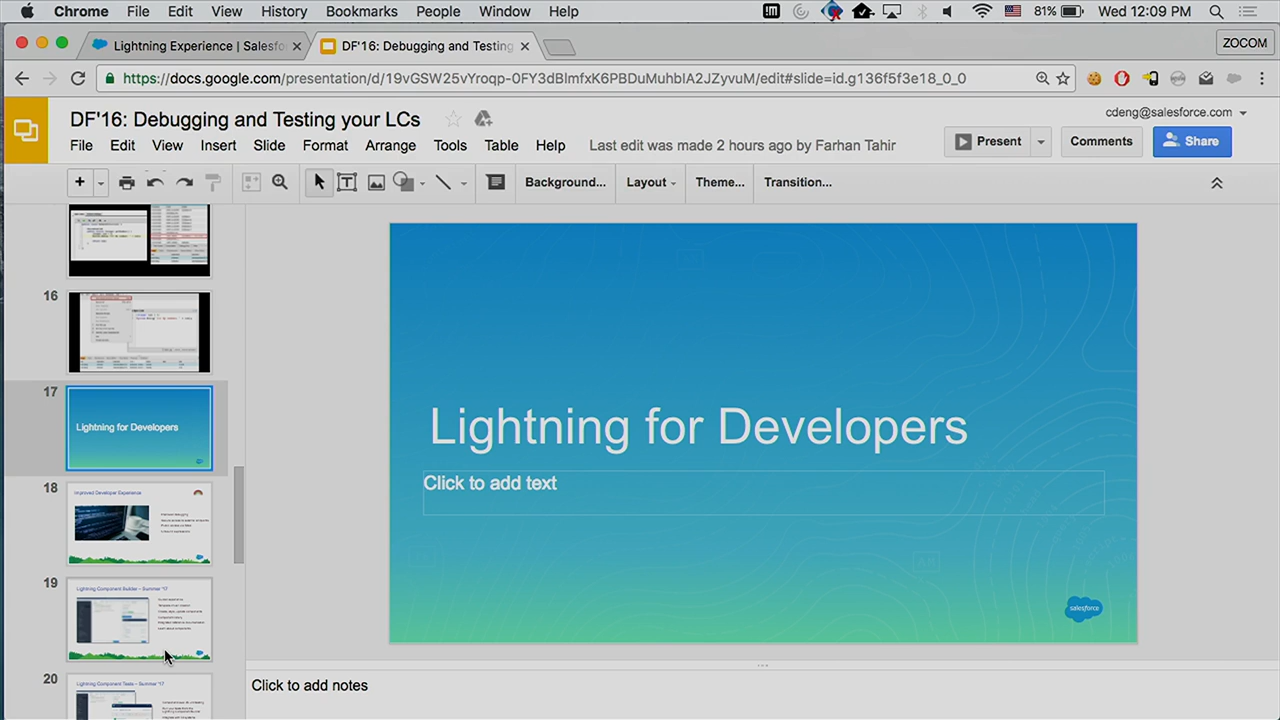 Chrome File Edit View History Bookmarks People Window Help 81% Wed 12:09 PM
Lightning Experience | Salesfo
DF'16: Debugging and Testing
ZOCOM
https://docs.google.com/presentation/d/19vGSW25vYroqp-0FY3dBlmfxK6PBDuMuhbIA2JZyvuM/edit#slide=id.g136f5f3e18_0_0
DF'16: Debugging and Testing your LCs
cdeng@salesforce.com
File Edit View Insert Slide Format Arrange Tools Table Help Last edit was made 2 hours ago by Farhan Tahir
Present Comments Share
Background... Layout Theme... Transition...
16
17
Lightning for Developers
18
Improved Developer Experience
19
Lightning Component Builder – Summer '17
20
Lightning Component Tests – Summer '17
Lightning for Developers
Click to add text
salesforce
Click to add notes